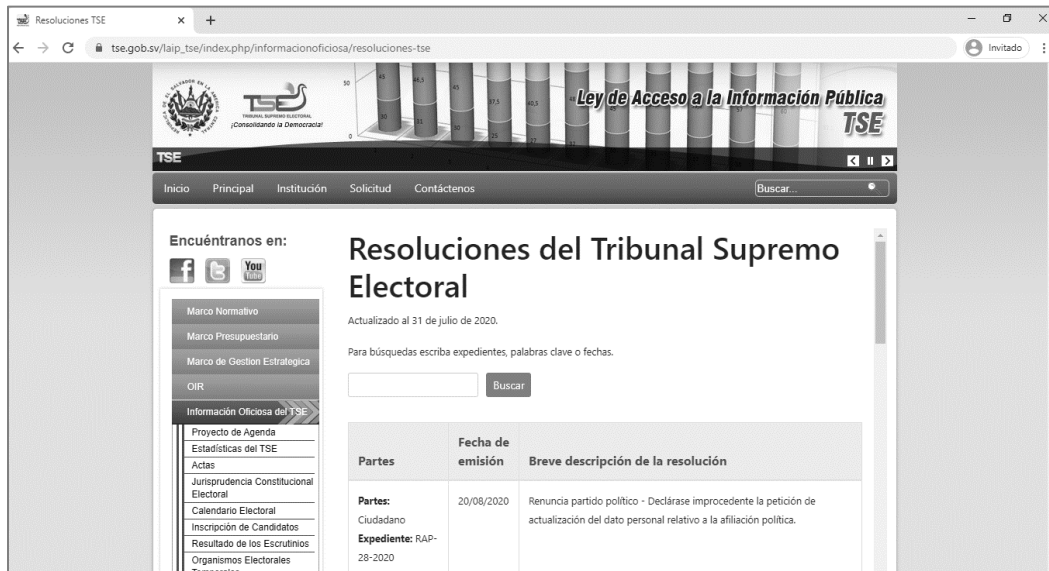 Resoluciones TSE
tse.gob.sv/laip_tse/index.php/informacionoficiosa/resoluciones-tse
Invitado
TSE
TRIBUNAL SUPREMO ELECTORAL
¡Consolidando la Democracia!
Ley de Acceso a la Información Pública
TSE
TSE
Inicio Principal Institución Solicitud Contáctenos Buscar...
Encuéntranos en:
You
Tube
Marco Normativo
Marco Presupuestario
Marco de Gestion Estrategica
OIR
Información Oficiosa del TSE
Proyecto de Agenda
Estadísticas del TSE
Actas
Jurisprudencia Constitucional
Electoral
Calendario Electoral
Inscripción de Candidatos
Resultado de los Escrutinios
Organismos Electorales
Resoluciones del Tribunal Supremo
Electoral
Actualizado al 31 de julio de 2020.
Para búsquedas escriba expedientes, palabras clave o fechas.
Buscar
Partes
Fecha de
emisión
Breve descripción de la resolución
Partes:
Ciudadano
Expediente: RAP-
28-2020
20/08/2020
Renuncia partido político - Declárase improcedente la petición de
actualización del dato personal relativo a la afiliación política.